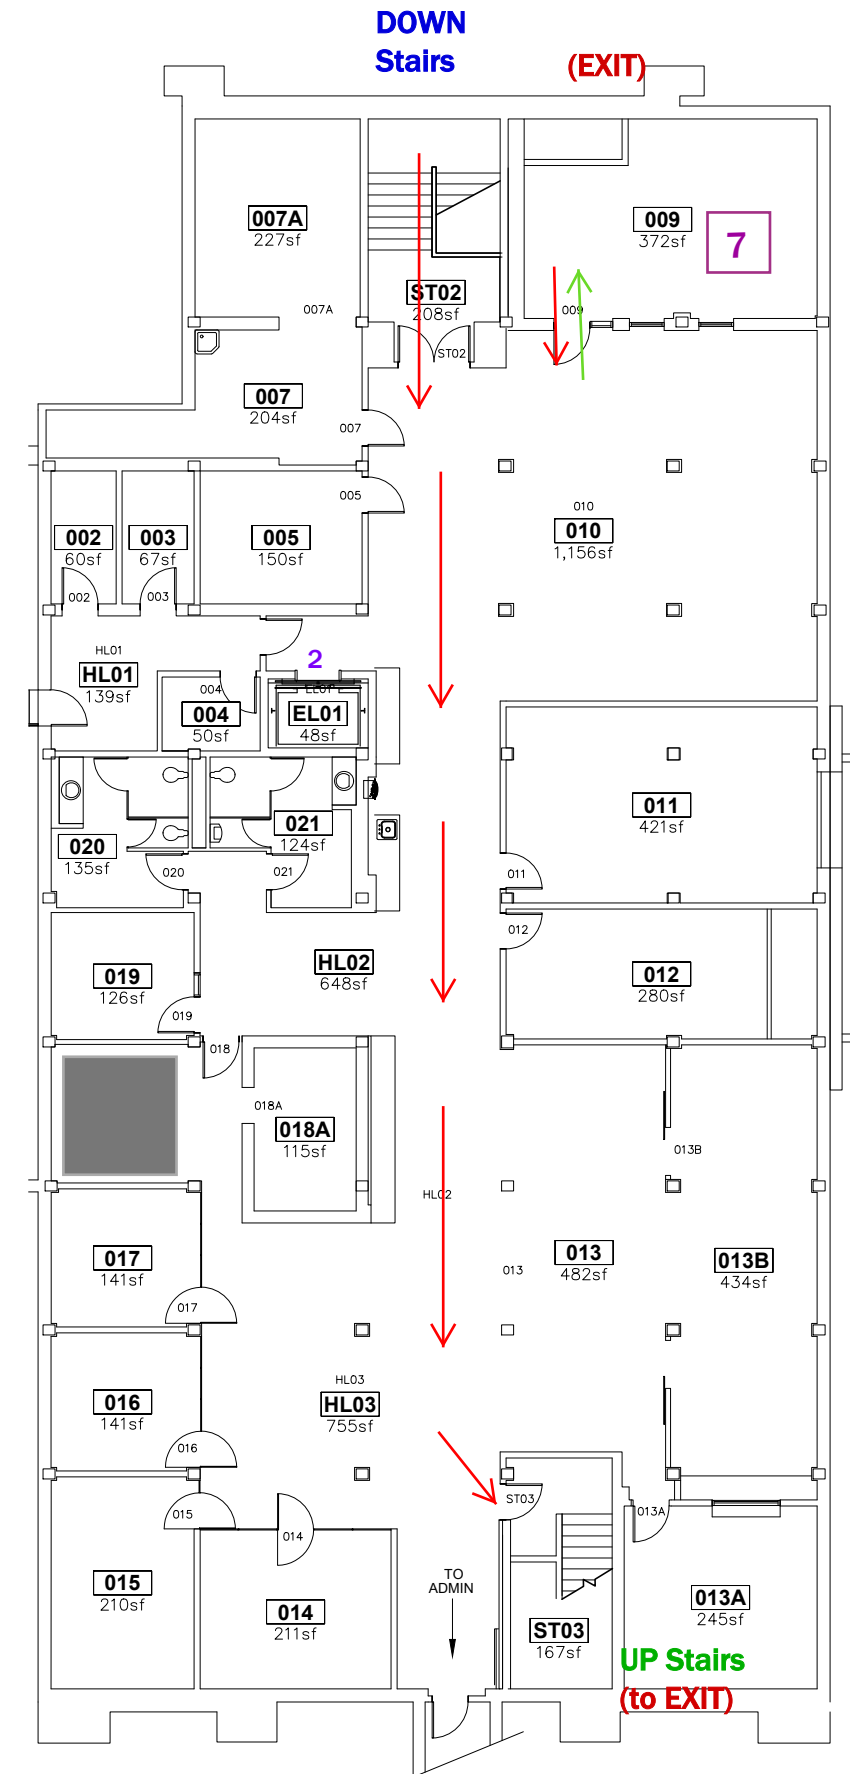 DOWN
Stairs
(EXIT)
007A
227sf
009
372sf
7
ST02
208sf
007A
009
ST02
007
204sf
007
005
002
60sf
003
67sf
005
150sf
010
010
1,156sf
002
003
HL01
HL01
139sf
2
004
004
50sf
EL01
EL01
48sf
011
421sf
020
135sf
021
124sf
020
021
011
012
HL02
648sf
019
126sf
012
280sf
019
018
018A
018A
115sf
013B
HL02
017
141sf
013
013
482sf
013B
434sf
017
HL03
HL03
755sf
016
141sf
016
ST03
015
013A
014
015
210sf
TO
ADMIN
014
211sf
013A
245sf
ST03
167sf
UP Stairs
(to EXIT)